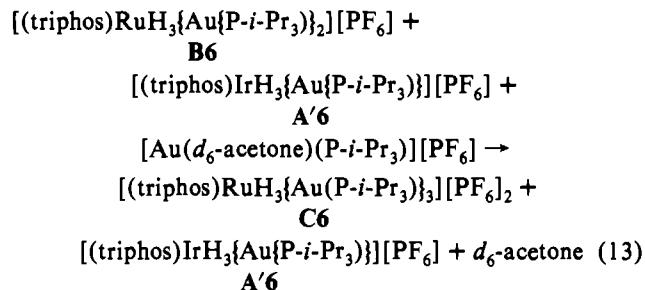 [(triphos)RuH₃{Au{P-i-Pr₃)}₂][PF₆] +
B6
[(triphos)IrH₃{Au{P-i-Pr₃)}][PF₆] +
A′6
[Au(d₆-acetone)(P-i-Pr₃)][PF₆] →
[(triphos)RuH₃{Au(P-i-Pr₃)}₃][PF₆]₂ +
C6
[(triphos)IrH₃{Au{P-i-Pr₃)}][PF₆] + d₆-acetone (13)
A′6